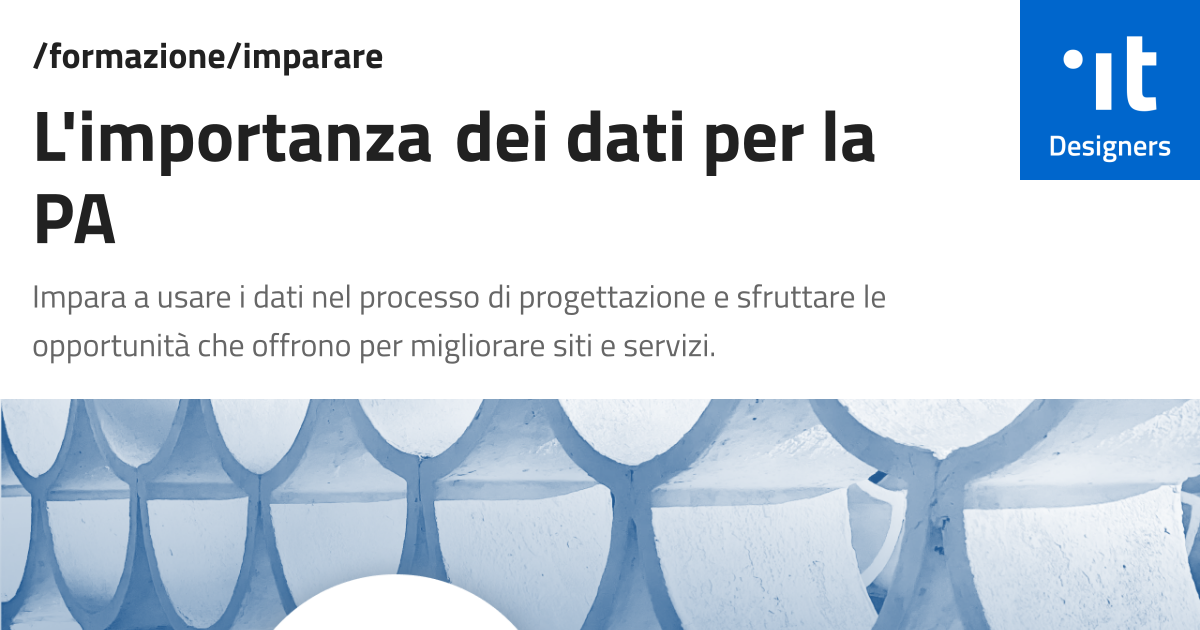 /formazione/imparare
L'importanza dei dati per la
PA
Impara a usare i dati nel processo di progettazione e sfruttare le
opportunità che offrono per migliorare siti e servizi.
it
Designers